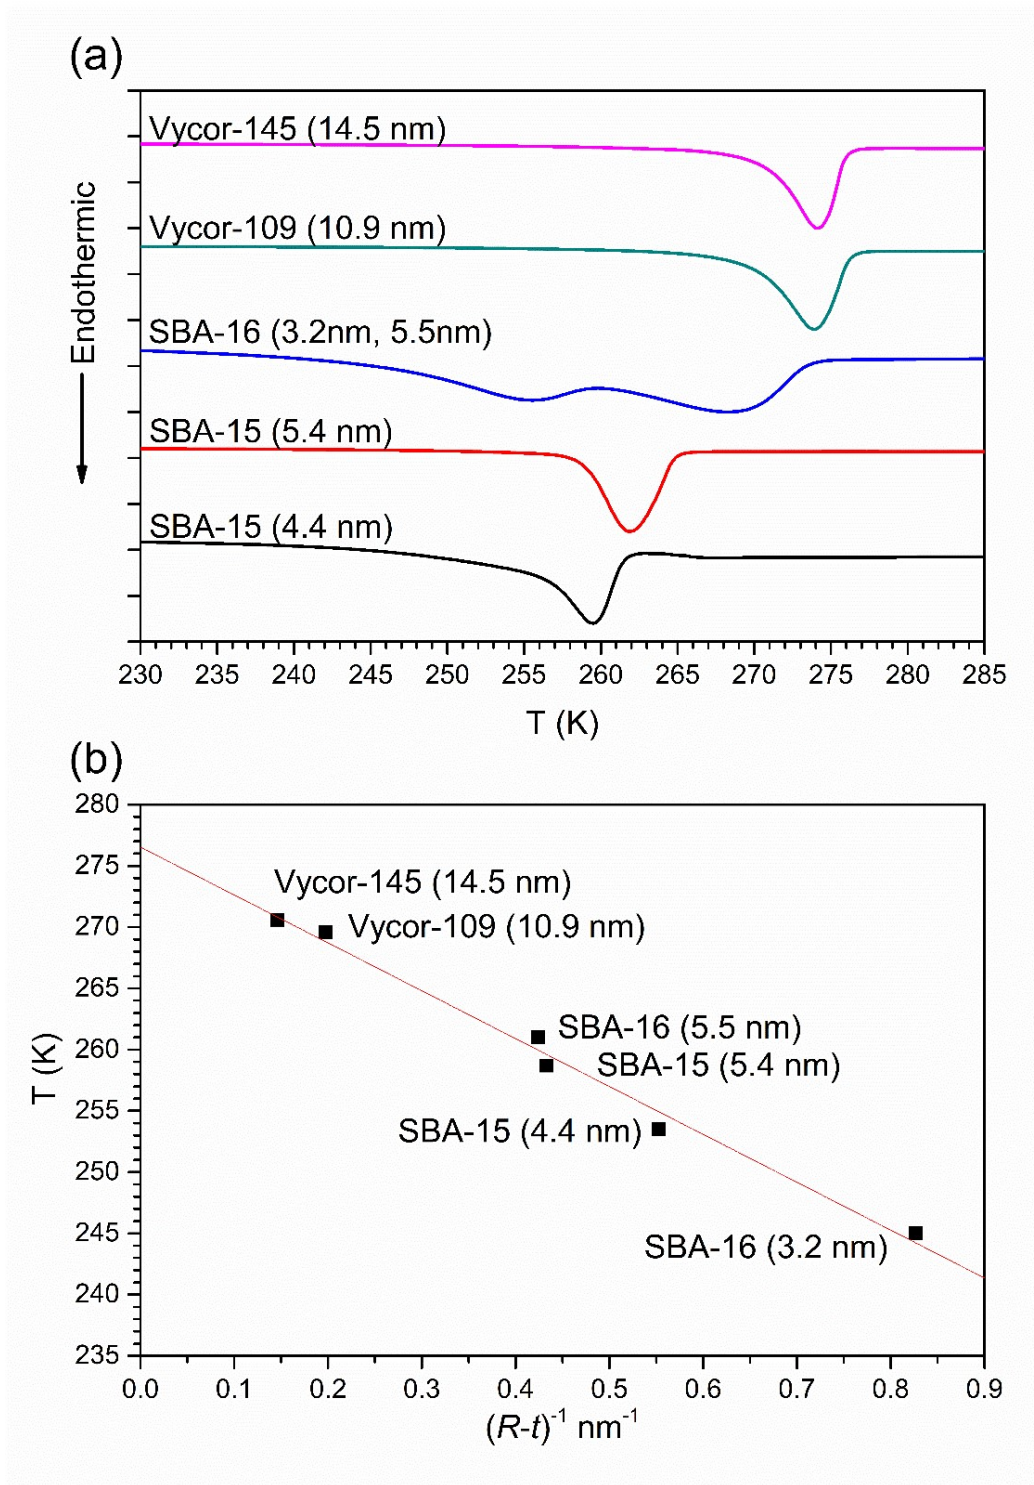 (a)
Vycor-145 (14.5 nm)
Vycor-109 (10.9 nm)
SBA-16 (3.2nm, 5.5nm)
SBA-15 (5.4 nm)
SBA-15 (4.4 nm)
Endothermic
230 235 240 245 250 255 260 265 270 275 280 285
T (K)
(b)
280
275
270
265
260
255
250
245
240
235
T (K)
Vycor-145 (14.5 nm)
Vycor-109 (10.9 nm)
SBA-16 (5.5 nm)
SBA-15 (5.4 nm)
SBA-15 (4.4 nm)
SBA-16 (3.2 nm)
0.0 0.1 0.2 0.3 0.4 0.5 0.6 0.7 0.8 0.9
(R-t)⁻¹ nm⁻¹